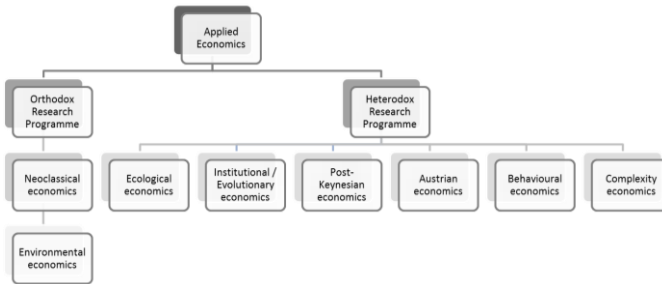 Applied
Economics
Orthodox
Research
Programme
Heterodox
Research
Programme
Neoclassical
economics
Ecological
economics
Institutional /
Evolutionary
economics
Post-
Keynesian
economics
Austrian
economics
Behavioural
economics
Complexity
economics
Environmental
economics